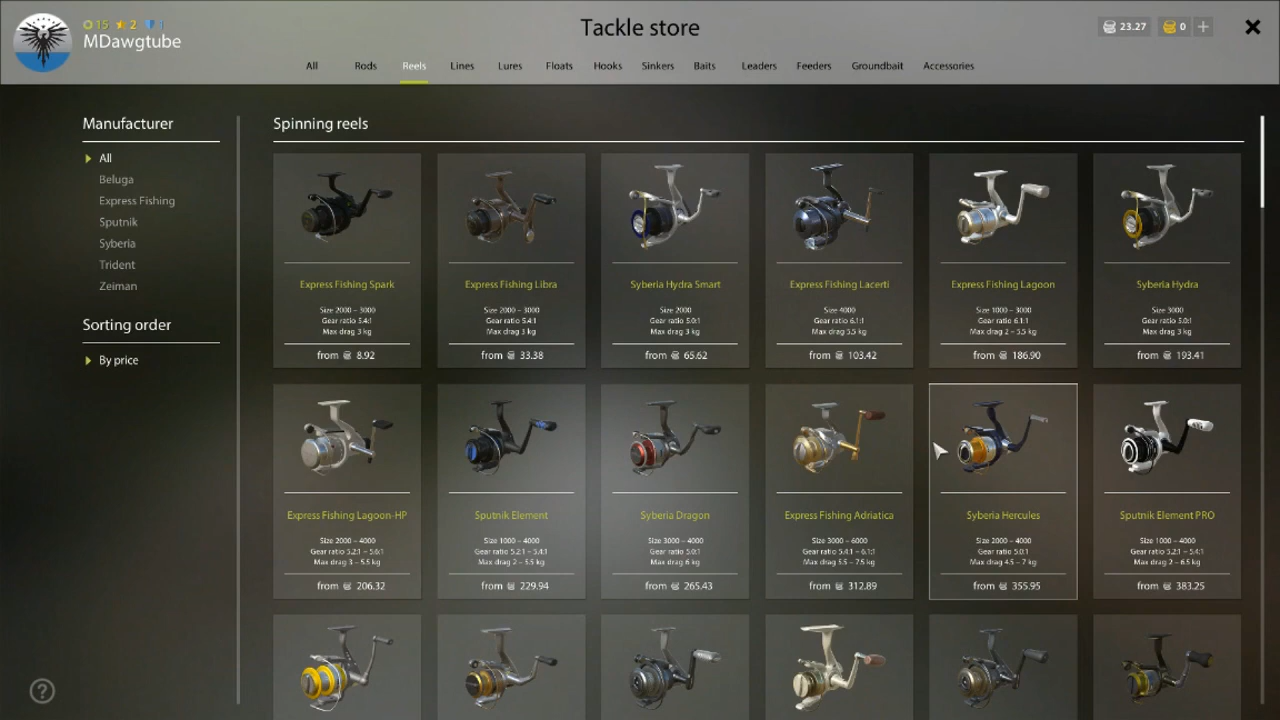 15 2 1
MDawgtube
Tackle store
23.27 0 +
All Rods Reels Lines Lures Floats Hooks Sinkers Baits Leaders Feeders Groundbait Accessories
Manufacturer
All
Beluga
Express Fishing
Sputnik
Syberia
Trident
Zeiman
Sorting order
By price
Spinning reels
Express Fishing Spark
Size 2000 – 3000
Gear ratio 5.4:1
Max drag 3 kg
from 8.92
Express Fishing Libra
Size 2000 – 3000
Gear ratio 5.4:1
Max drag 3 kg
from 33.38
Syberia Hydra Smart
Size 2000
Gear ratio 5.0:1
Max drag 3 kg
from 65.62
Express Fishing Lacerti
Size 4000
Gear ratio 6.1:1
Max drag 5.5 kg
from 103.42
Express Fishing Lagoon
Size 1000 – 3000
Gear ratio 6.1:1
Max drag 2 – 5.5 kg
from 186.90
Syberia Hydra
Size 3000
Gear ratio 5.0:1
Max drag 3 kg
from 193.41
Express Fishing Lagoon-HP
Size 2000 – 4000
Gear ratio 5.2:1 – 5.6:1
Max drag 3 – 5.5 kg
from 206.32
Sputnik Element
Size 1000 – 4000
Gear ratio 5.2:1 – 5.4:1
Max drag 2 – 5.5 kg
from 229.94
Syberia Dragon
Size 3000 – 4000
Gear ratio 5.0:1
Max drag 6 kg
from 265.43
Express Fishing Adriatica
Size 3000 – 6000
Gear ratio 5.4:1 – 6.1:1
Max drag 5.5 – 7.5 kg
from 312.89
Syberia Hercules
Size 2000 – 4000
Gear ratio 5.0:1
Max drag 4.5 – 7 kg
from 355.95
Sputnik Element PRO
Size 1000 – 4000
Gear ratio 5.2:1 – 5.4:1
Max drag 2 – 6.5 kg
from 383.25
?